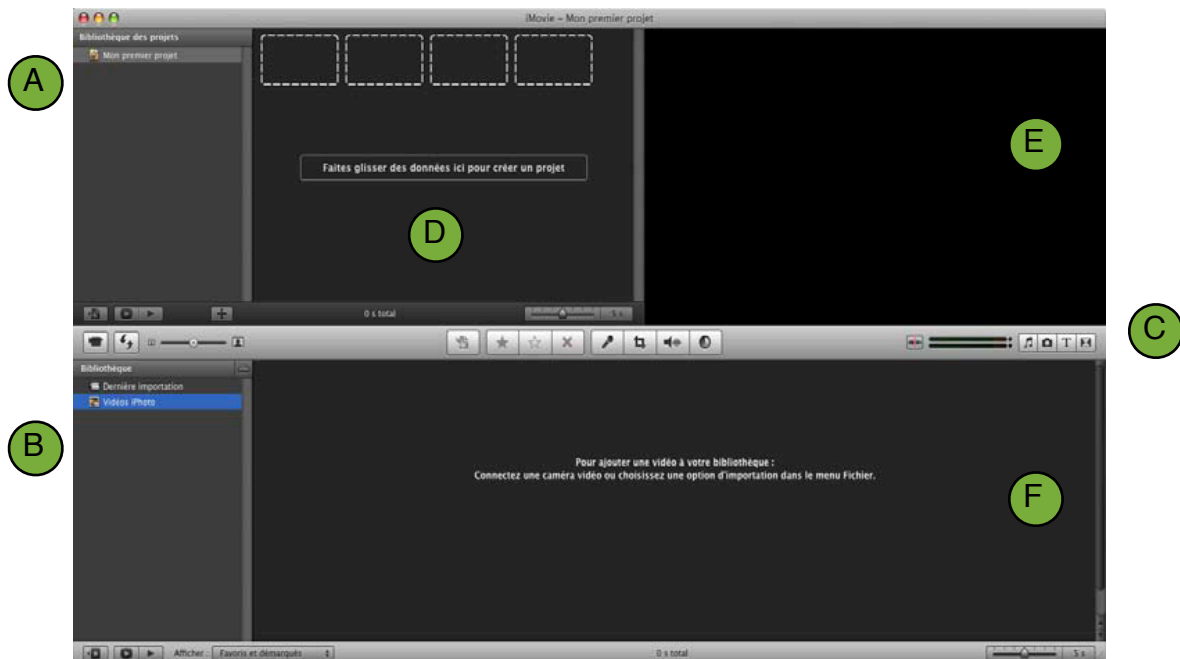 iMovie – Mon premier projet
Bibliothèque des projets
Mon premier projet
A
E
Faites glisser des données ici pour créer un projet
D
0 s total
5 s
C
T
Bibliothèque
Dernière importation
Vidéos iPhoto
B
Pour ajouter une vidéo à votre bibliothèque :
Connectez une caméra vidéo ou choisissez une option d'importation dans le menu Fichier.
F
Afficher : Favoris et démarqués
0 s total
5 s